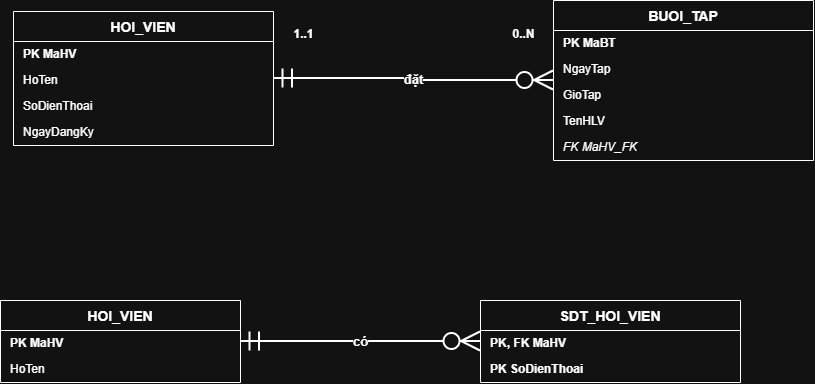 HOI_VIEN
PK MaHV
HoTen
SoDienThoai
NgayDangKy
1..1
đặt
0..N
BUOI_TAP
PK MaBT
NgayTap
GioTap
TenHLV
FK MaHV_FK
HOI_VIEN
PK MaHV
HoTen
có
SDT_HOI_VIEN
PK, FK MaHV
PK SoDienThoai